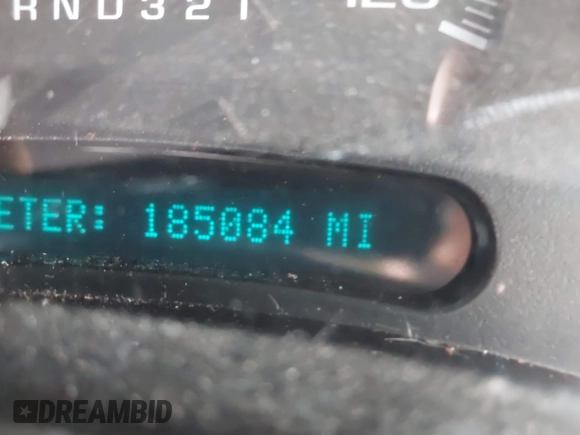 RND321
ETER: 185084 MI
DREAMBID